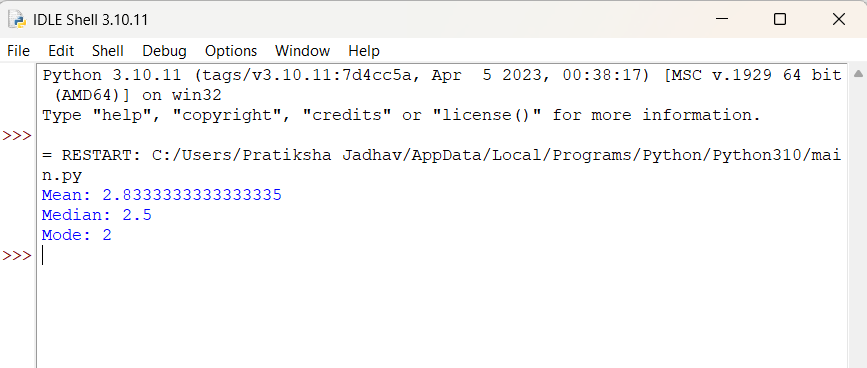 IDLE Shell 3.10.11
File Edit Shell Debug Options Window Help
Python 3.10.11 (tags/v3.10.11:7d4cc5a, Apr  5 2023, 00:38:17) [MSC v.1929 64 bit
 (AMD64)] on win32
Type "help", "copyright", "credits" or "license()" for more information.
>>>
= RESTART: C:/Users/Pratiksha Jadhav/AppData/Local/Programs/Python/Python310/mai
n.py
Mean: 2.8333333333333335
Median: 2.5
Mode: 2
>>>